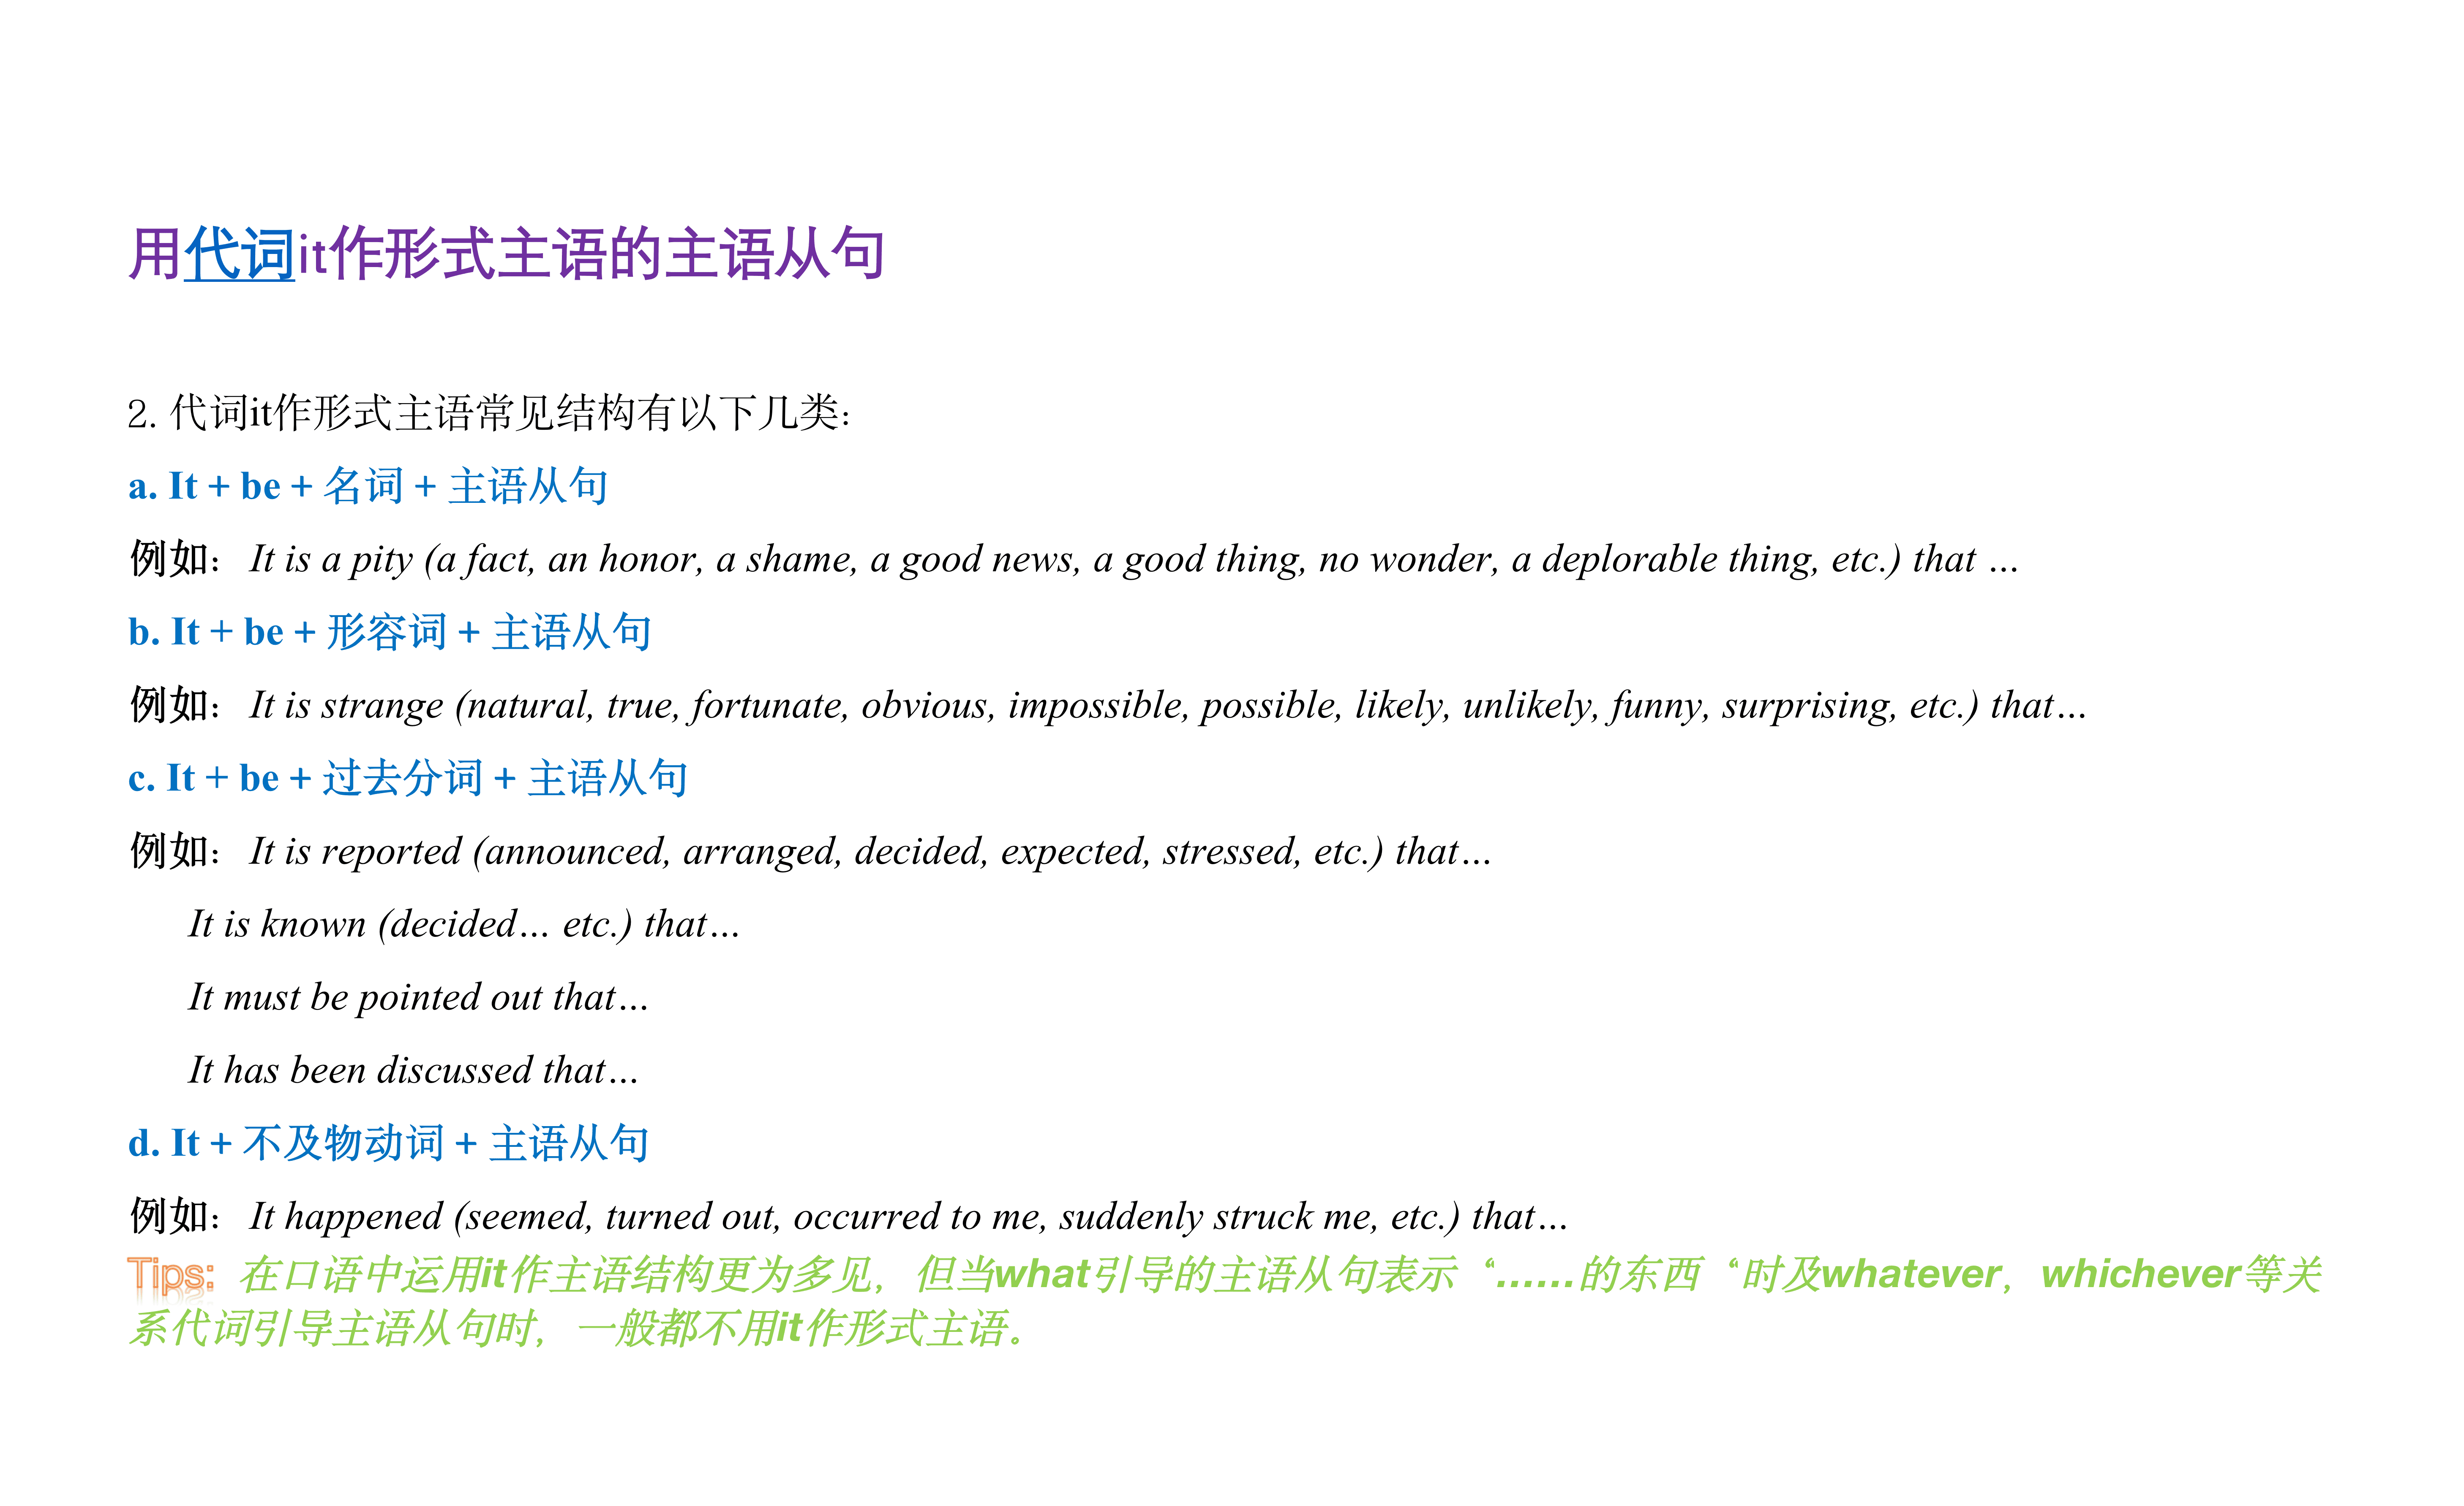 用代词it作形式主语的主语从句
2. 代词it作形式主语常见结构有以下几类：
a. It + be + 名词 + 主语从句
例如：It is a pity (a fact, an honor, a shame, a good news, a good thing, no wonder, a deplorable thing, etc.) that …
b. It + be + 形容词 + 主语从句
例如：It is strange (natural, true, fortunate, obvious, impossible, possible, likely, unlikely, funny, surprising, etc.) that…
c. It + be + 过去分词 + 主语从句
例如：It is reported (announced, arranged, decided, expected, stressed, etc.) that…
It is known (decided… etc.) that…
It must be pointed out that…
It has been discussed that…
d. It + 不及物动词 + 主语从句
例如：It happened (seemed, turned out, occurred to me, suddenly struck me, etc.) that…
Tips: 在口语中运用it作主语结构更为多见，但当what引导的主语从句表示“……的东西“时及whatever，whichever等关
系代词引导主语从句时，一般都不用it作形式主语。